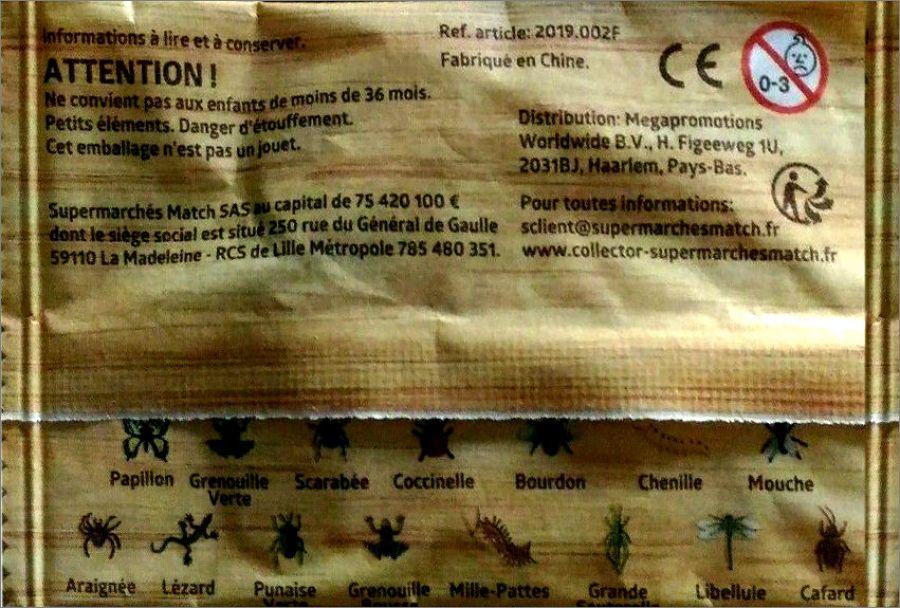 Informations à lire et à conserver.
ATTENTION !
Ne convient pas aux enfants de moins de 36 mois.
Petits éléments. Danger d'étouffement.
Cet emballage n'est pas un jouet.
Supermarchés Match SAS au capital de 75 420 100 €
dont le siège social est situé 250 rue du Général de Gaulle
59110 La Madeleine - RCS de Lille Métropole 785 480 351.
Ref. article: 2019.002F
Fabriqué en Chine.
CE
0-3
Distribution: Megapromotions
Worldwide B.V., H. Figeeweg 1U,
2031BJ, Haarlem, Pays-Bas.
Pour toutes informations:
sclient@supermarchesmatch.fr
www.collector-supermarchesmatch.fr
Papillon Grenouille Scarabée Coccinelle Bourdon Chenille Mouche
Verte
Araignée Lézard Punaise Grenouille Mille-Pattes Grande Libellule Cafard
Verte Rousse Sauterelle